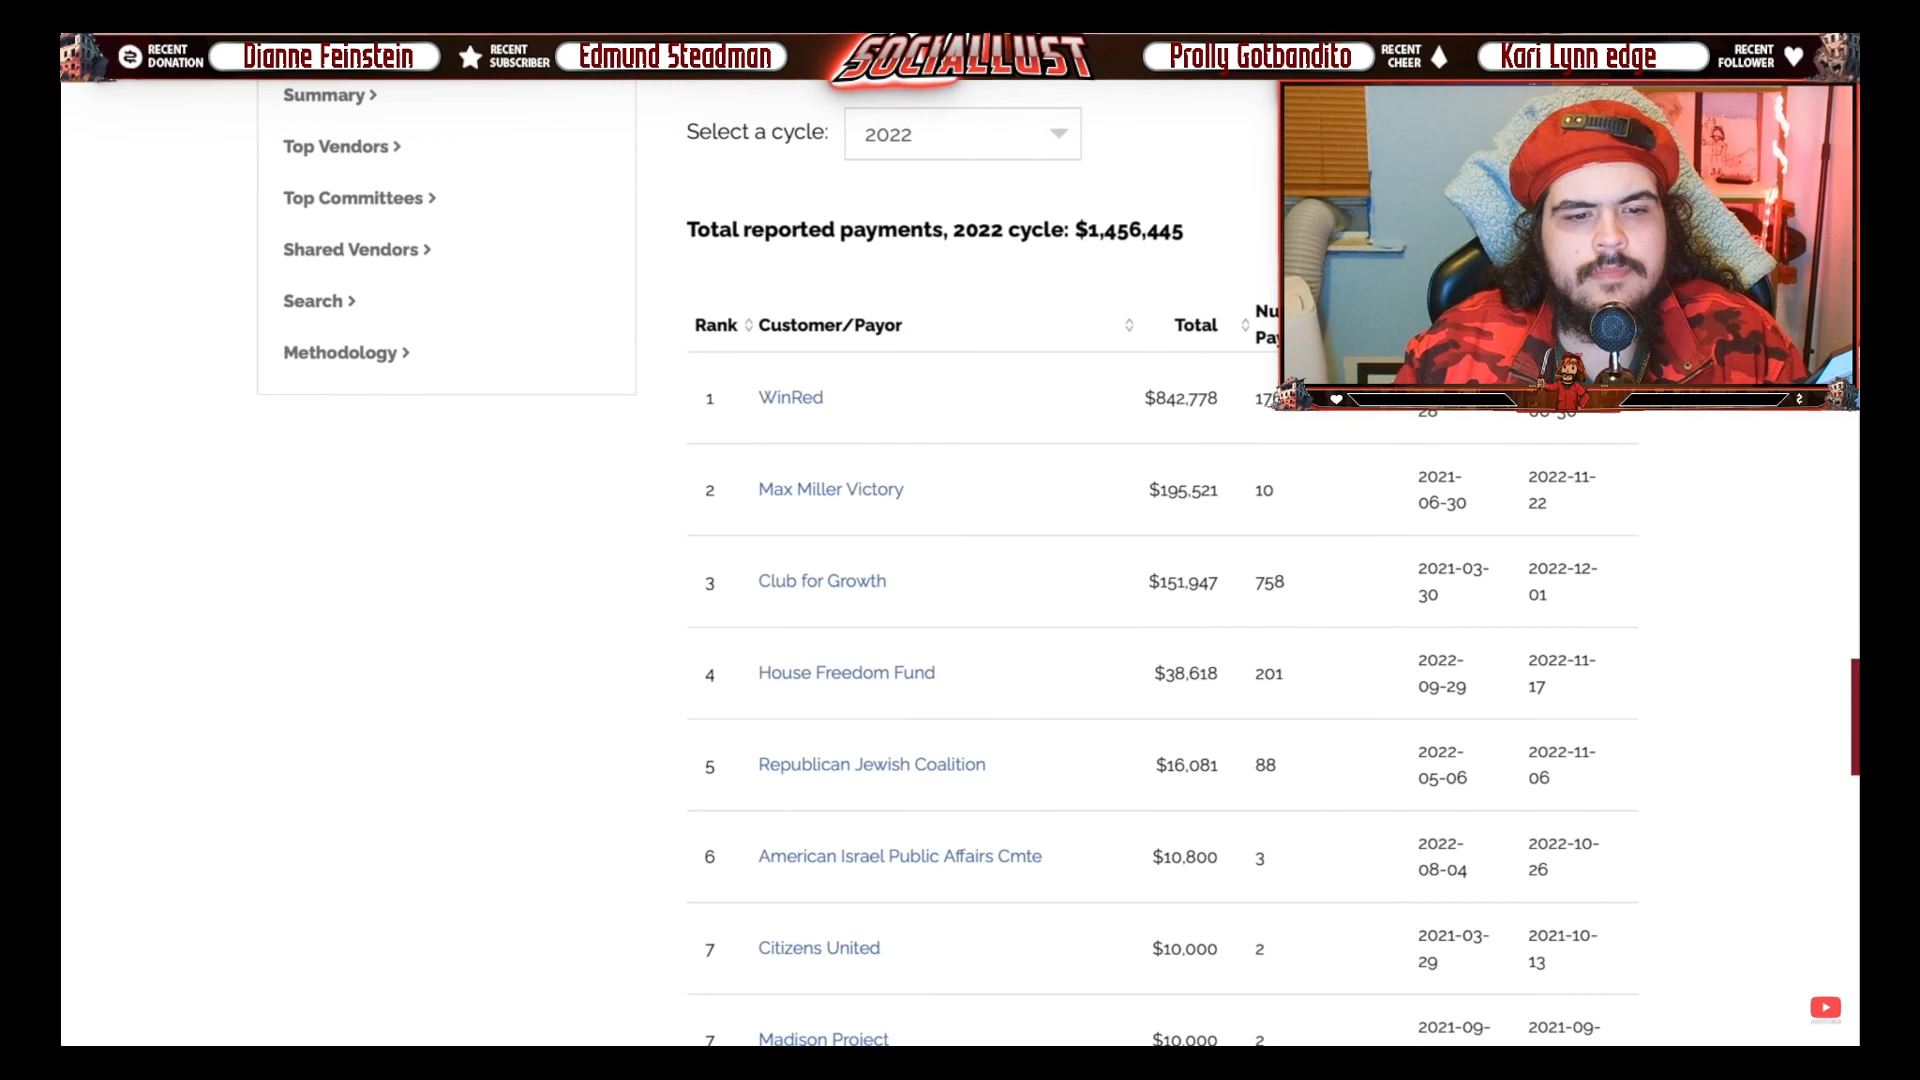 RECENT DONATION Dianne Feinstein RECENT SUBSCRIBER Edmund Steadman SOCIALLUST Prolly Gotbandito RECENT CHEER Kari Lynn edge RECENT FOLLOWER
Summary >
Top Vendors >
Top Committees >
Shared Vendors >
Search >
Methodology >
Select a cycle: 2022
Total reported payments, 2022 cycle: $1,456,445
Rank Customer/Payor Total
1 WinRed $842,778
2 Max Miller Victory $195,521 10 2021-06-30 2022-11-22
3 Club for Growth $151,947 758 2021-03-30 2022-12-01
4 House Freedom Fund $38,618 201 2022-09-29 2022-11-17
5 Republican Jewish Coalition $16,081 88 2022-05-06 2022-11-06
6 American Israel Public Affairs Cmte $10,800 3 2022-08-04 2022-10-26
7 Citizens United $10,000 2 2021-03-29 2021-10-13
7 Madison Project $10,000 2 2021-09- 2021-09-